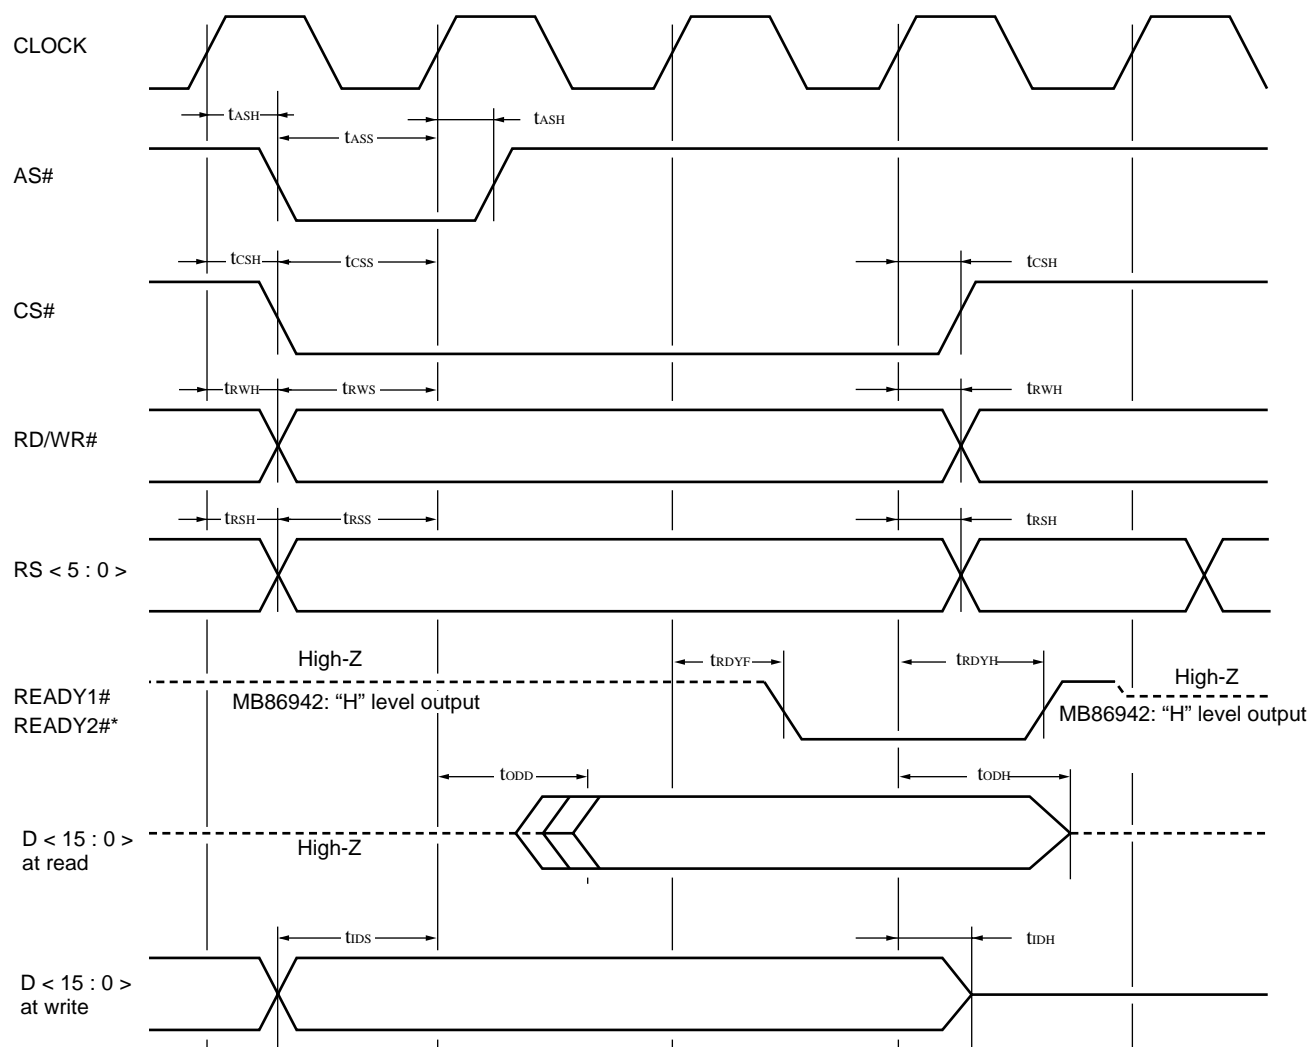 CLOCK
tASH
tASH
tASS
AS#
tCSH
tCSS
tCSH
CS#
tRWH
tRWS
tRWH
RD/WR#
tRSH
tRSS
tRSH
RS < 5 : 0 >
High-Z
tRDYF
tRDYH
High-Z
READY1#
MB86942: “H” level output
MB86942: “H” level output
READY2#*
tODD
tODH
D < 15 : 0 >
at read
High-Z
tIDS
tIDH
D < 15 : 0 >
at write